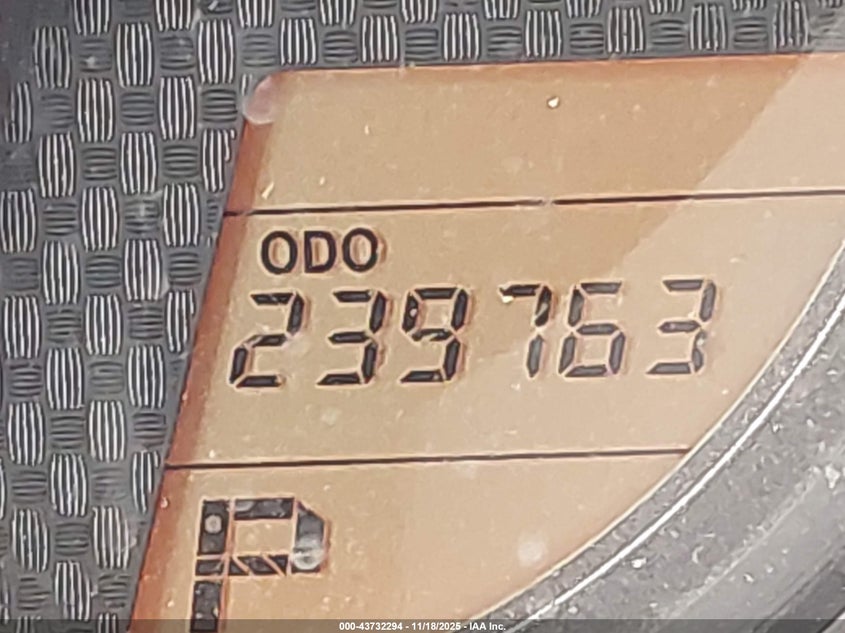 ODO
239763
P
000-43732294 - 11/18/2025 - IAA Inc.